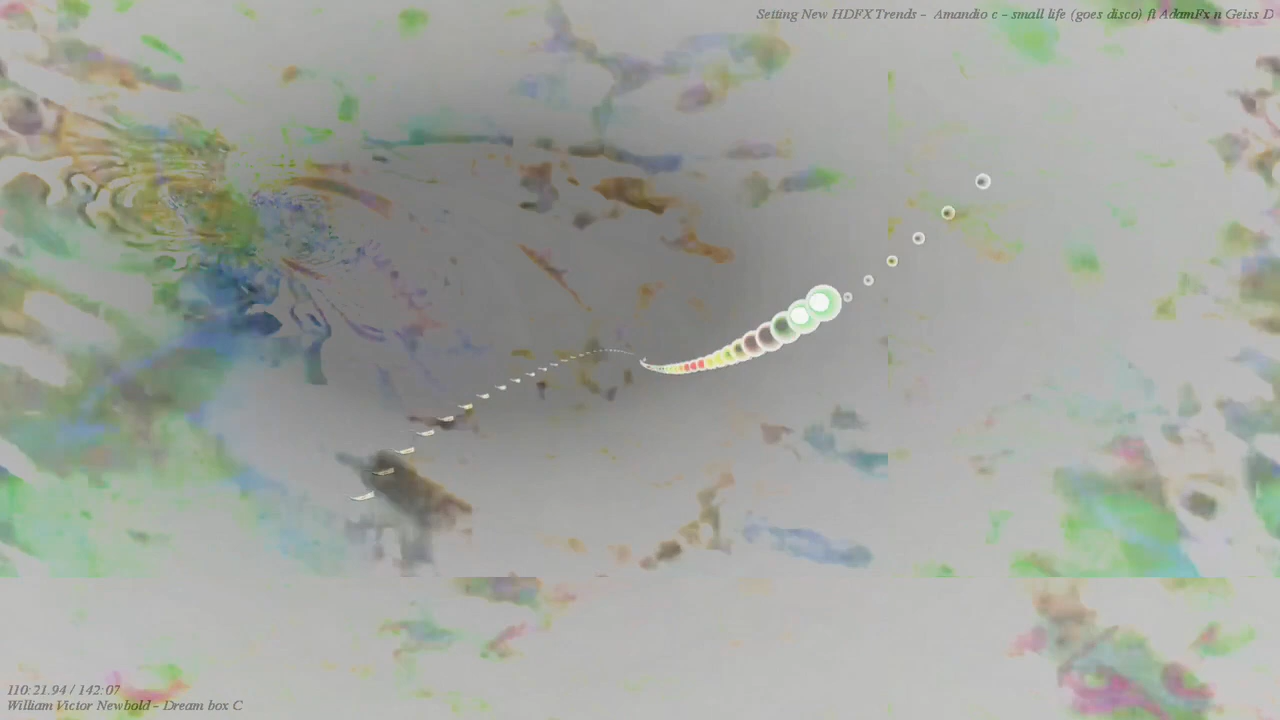 Setting New HDFX Trends - Amandio c - small life (goes disco) ft AdamFx n Geiss D
110:21.94 / 142:07
William Victor Newbold - Dream box C